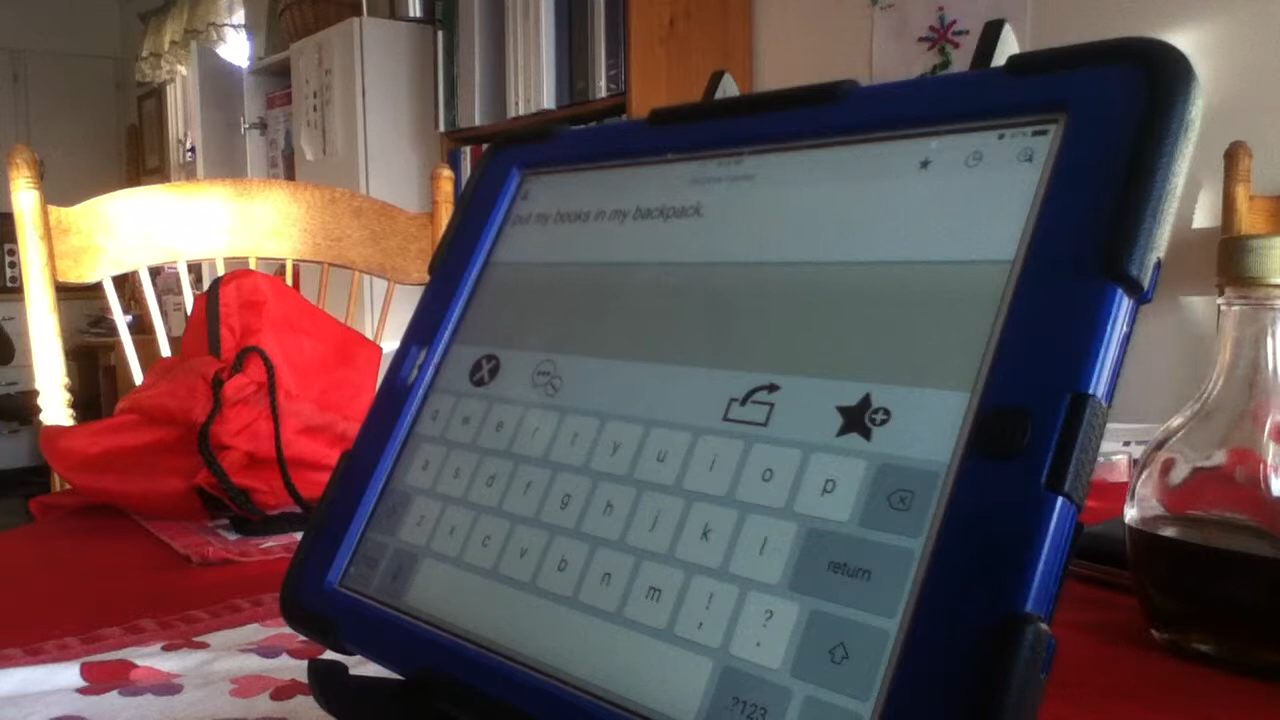 put my books in my backpack.
q w e r t y u i o p
a s d f g h j k l return
z x c v b n m ! , ? .
.?123